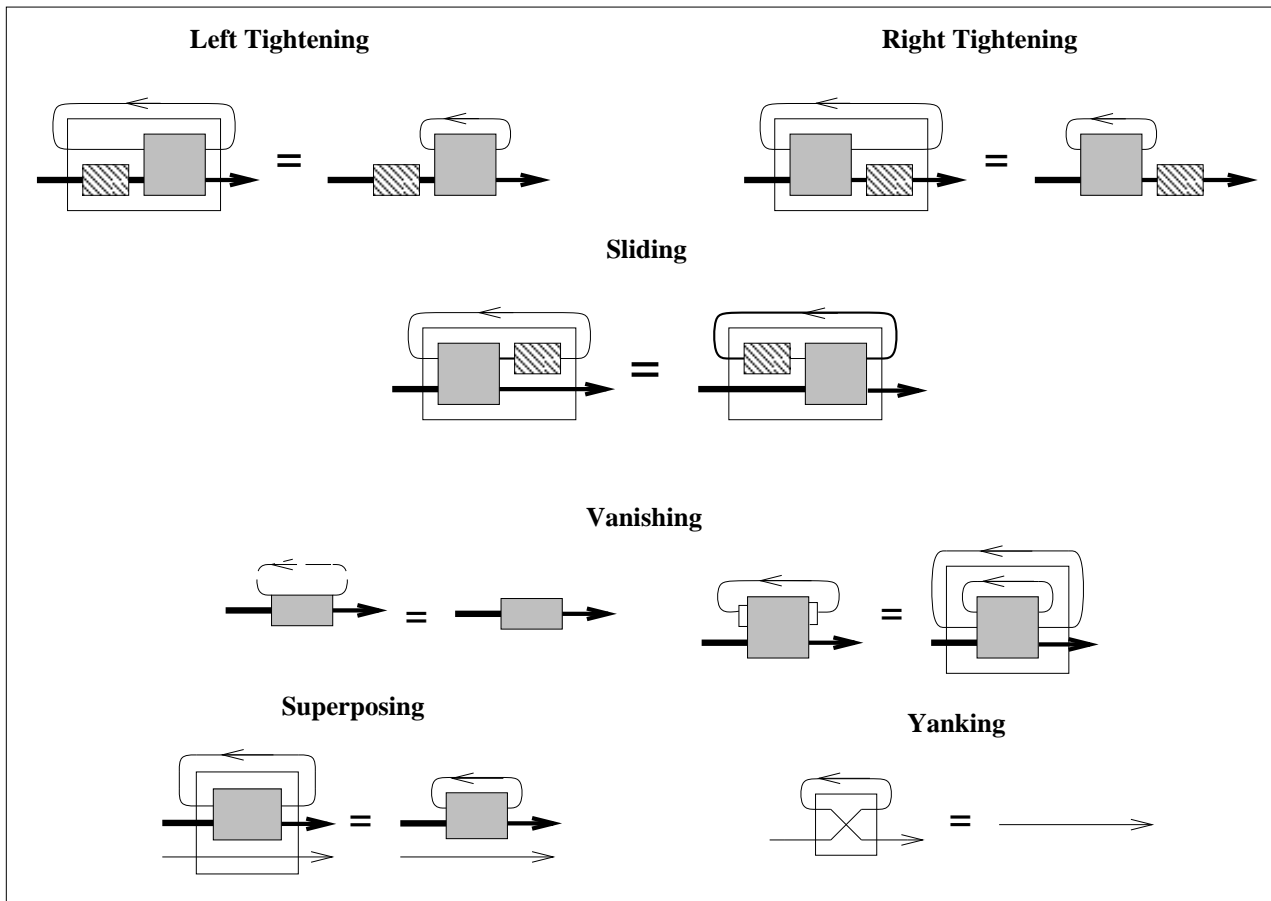 Left Tightening
Right Tightening
=
=
Sliding
=
Vanishing
=
=
Superposing
Yanking
=
=